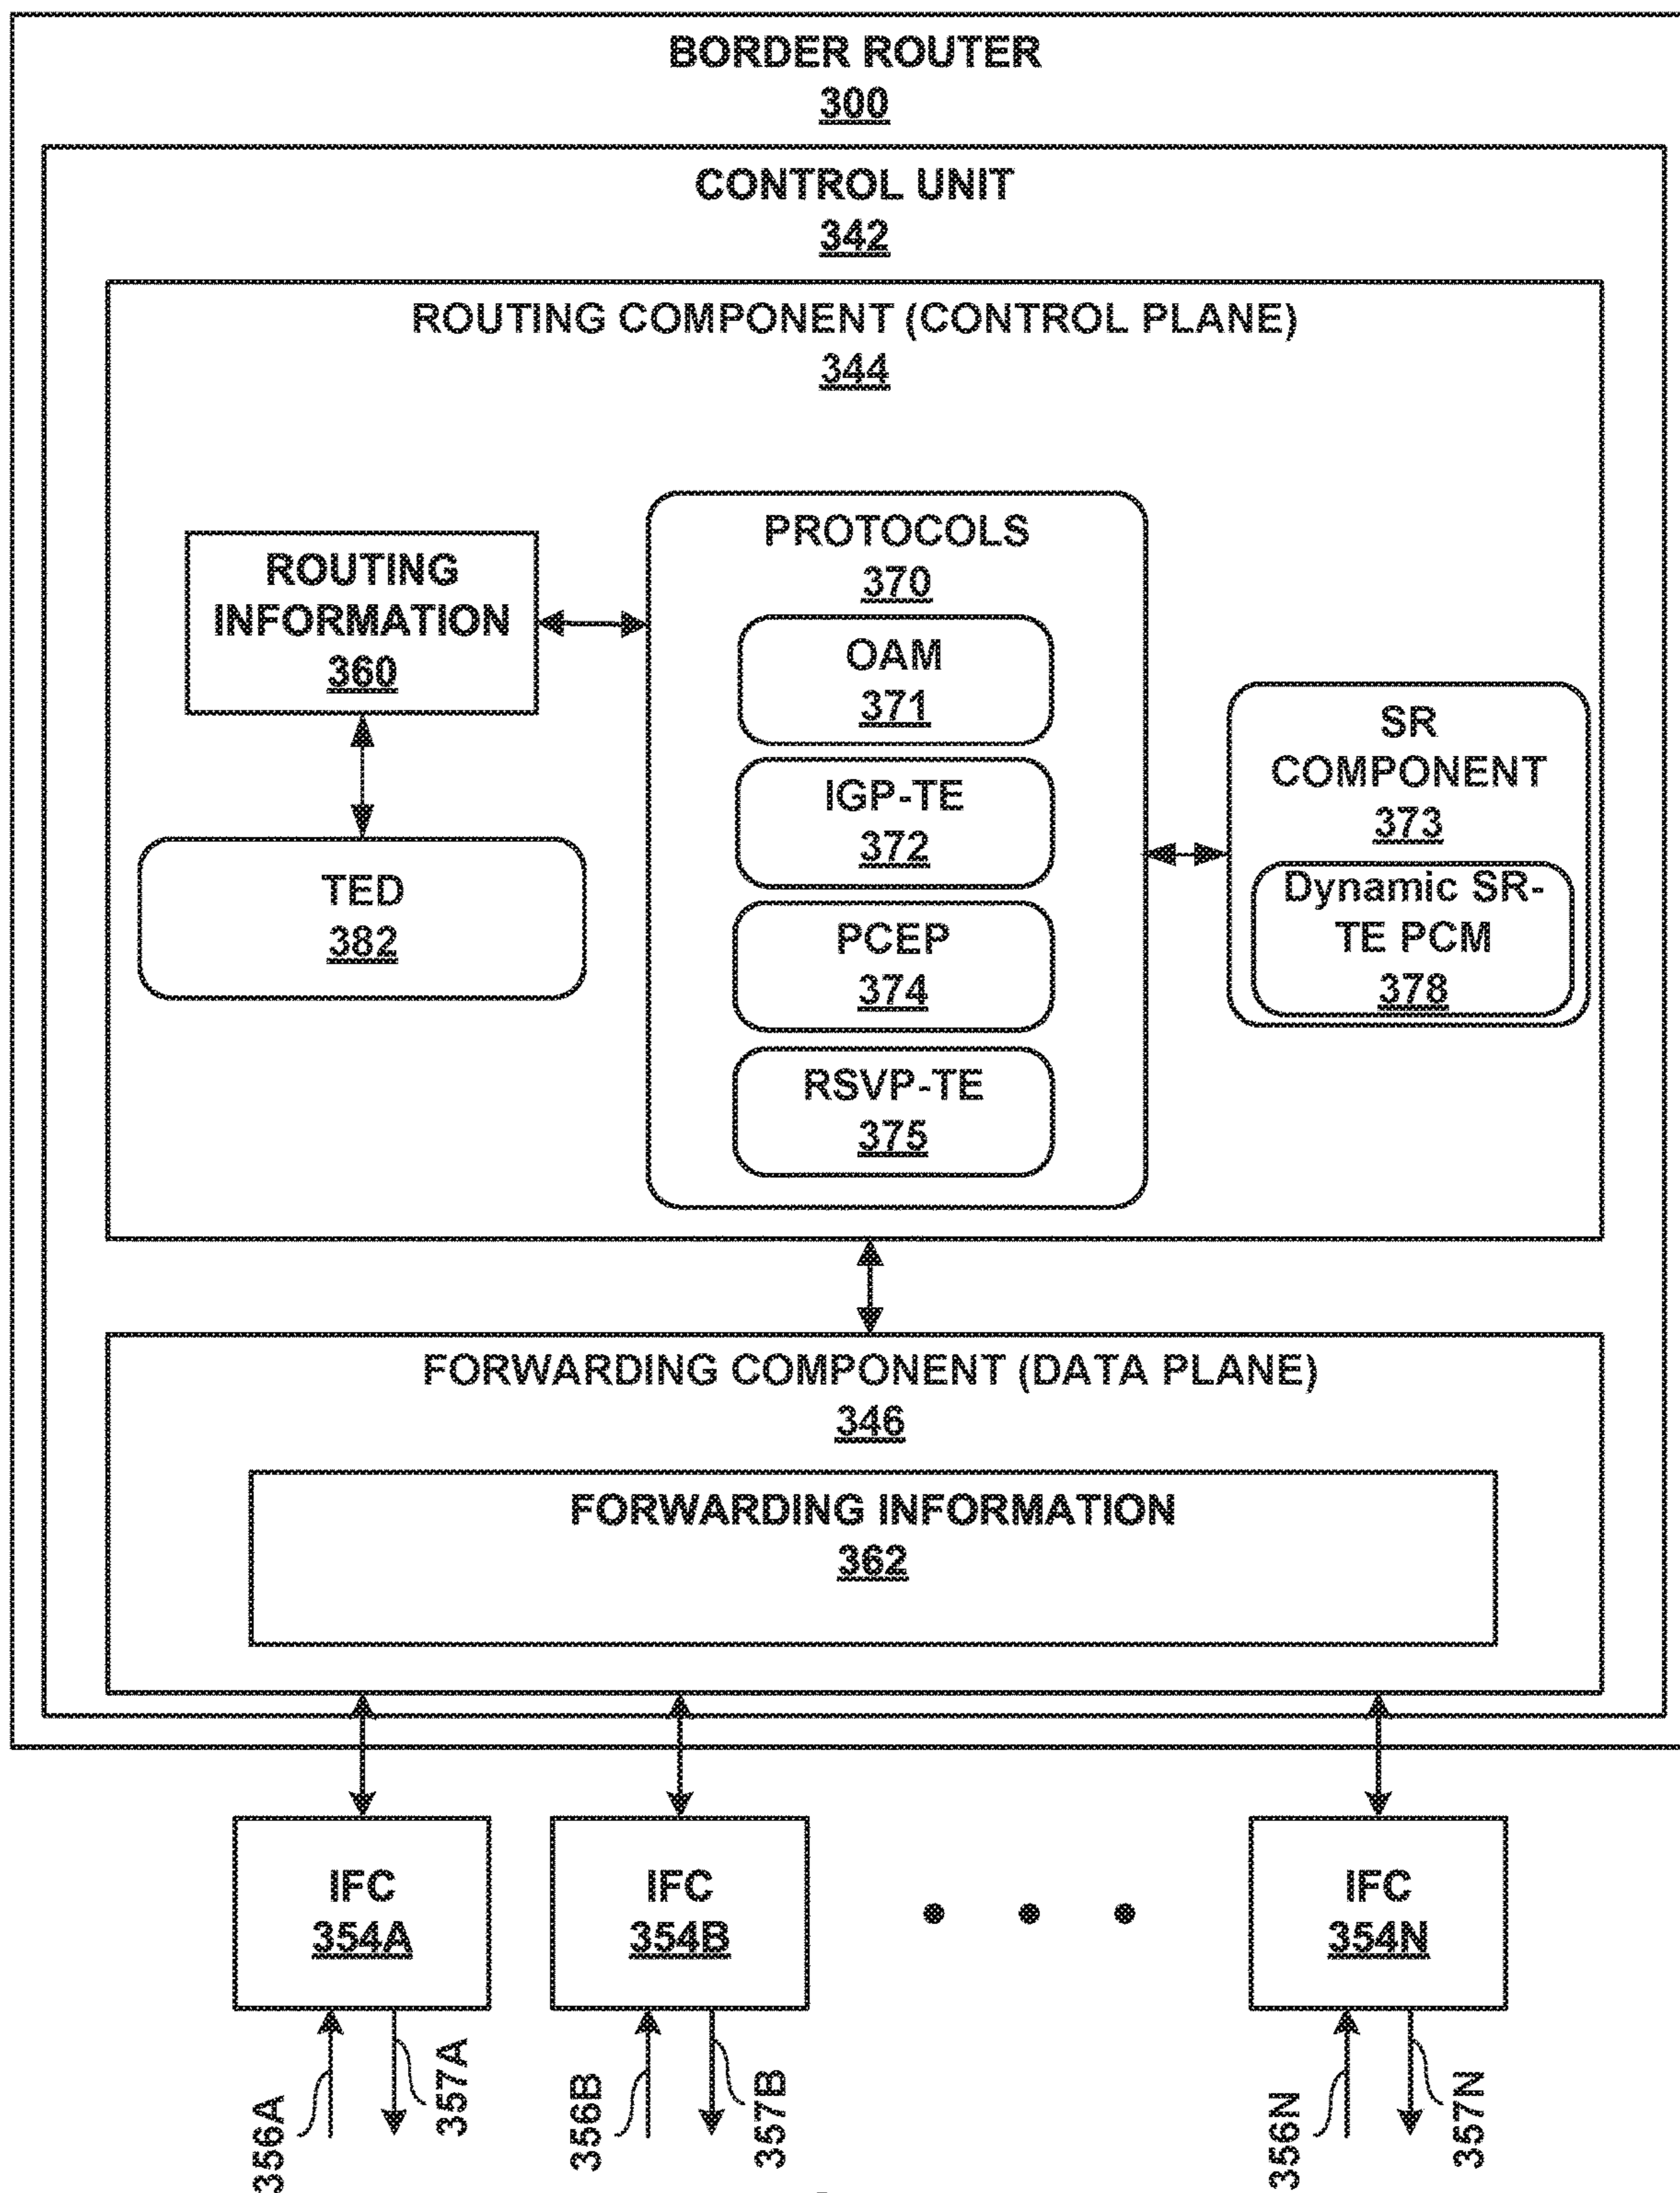 BORDER ROUTER
300
CONTROL UNIT
342
ROUTING COMPONENT (CONTROL PLANE)
344
ROUTING
INFORMATION
360
TED
382
PROTOCOLS
370
OAM
371
IGP-TE
372
PCEP
374
RSVP-TE
375
SR
COMPONENT
373
Dynamic SR-
TE PCM
378
FORWARDING COMPONENT (DATA PLANE)
346
FORWARDING INFORMATION
362
IFC
354A
IFC
354B
IFC
354N
356A
357A
356B
357B
356N
357N